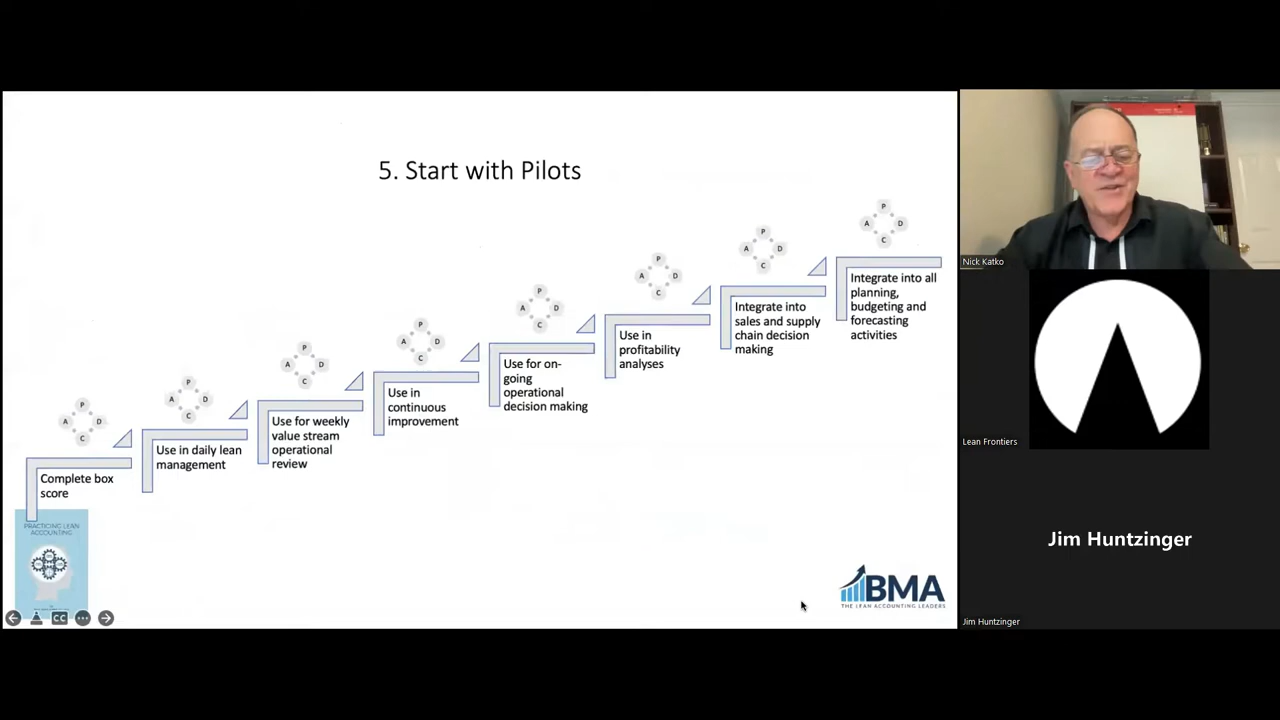 5. Start with Pilots
P
A D
C
Complete box
score
P
A D
C
Use in daily lean
management
P
A D
C
Use for weekly
value stream
operational
review
P
A D
C
Use in
continuous
improvement
P
A D
C
Use for on-
going
operational
decision making
P
A D
C
Use in
profitability
analyses
P
A D
C
Integrate into
sales and supply
chain decision
making
P
A D
C
Integrate into all
planning,
budgeting and
forecasting
activities
PRACTICING LEAN
ACCOUNTING
CC
BMA
THE LEAN ACCOUNTING LEADERS
Nick Katko
Lean Frontiers
Jim Huntzinger
Jim Huntzinger